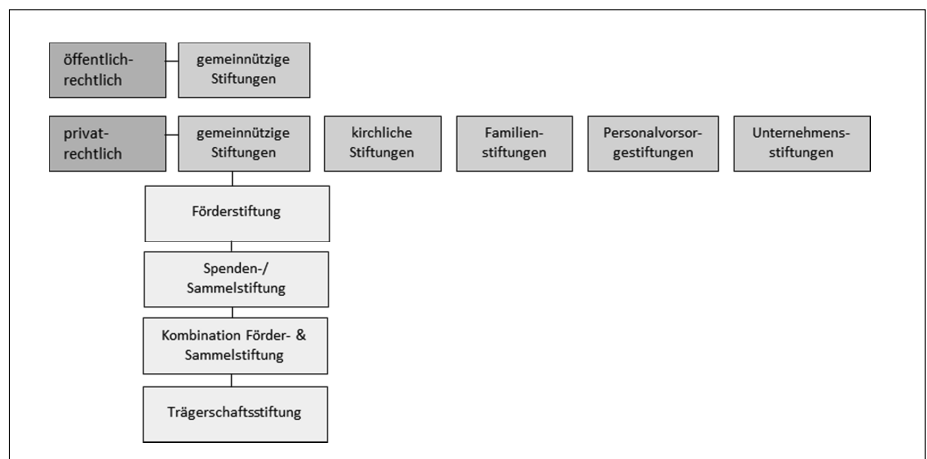 öffentlich-
rechtlich
gemeinnützige
Stiftungen
privat-
rechtlich
gemeinnützige
Stiftungen
kirchliche
Stiftungen
Familien-
stiftungen
Personalvorsor-
gestiftungen
Unternehmens-
stiftungen
Förderstiftung
Spenden-/
Sammelstiftung
Kombination Förder- &
Sammelstiftung
Trägerschaftsstiftung